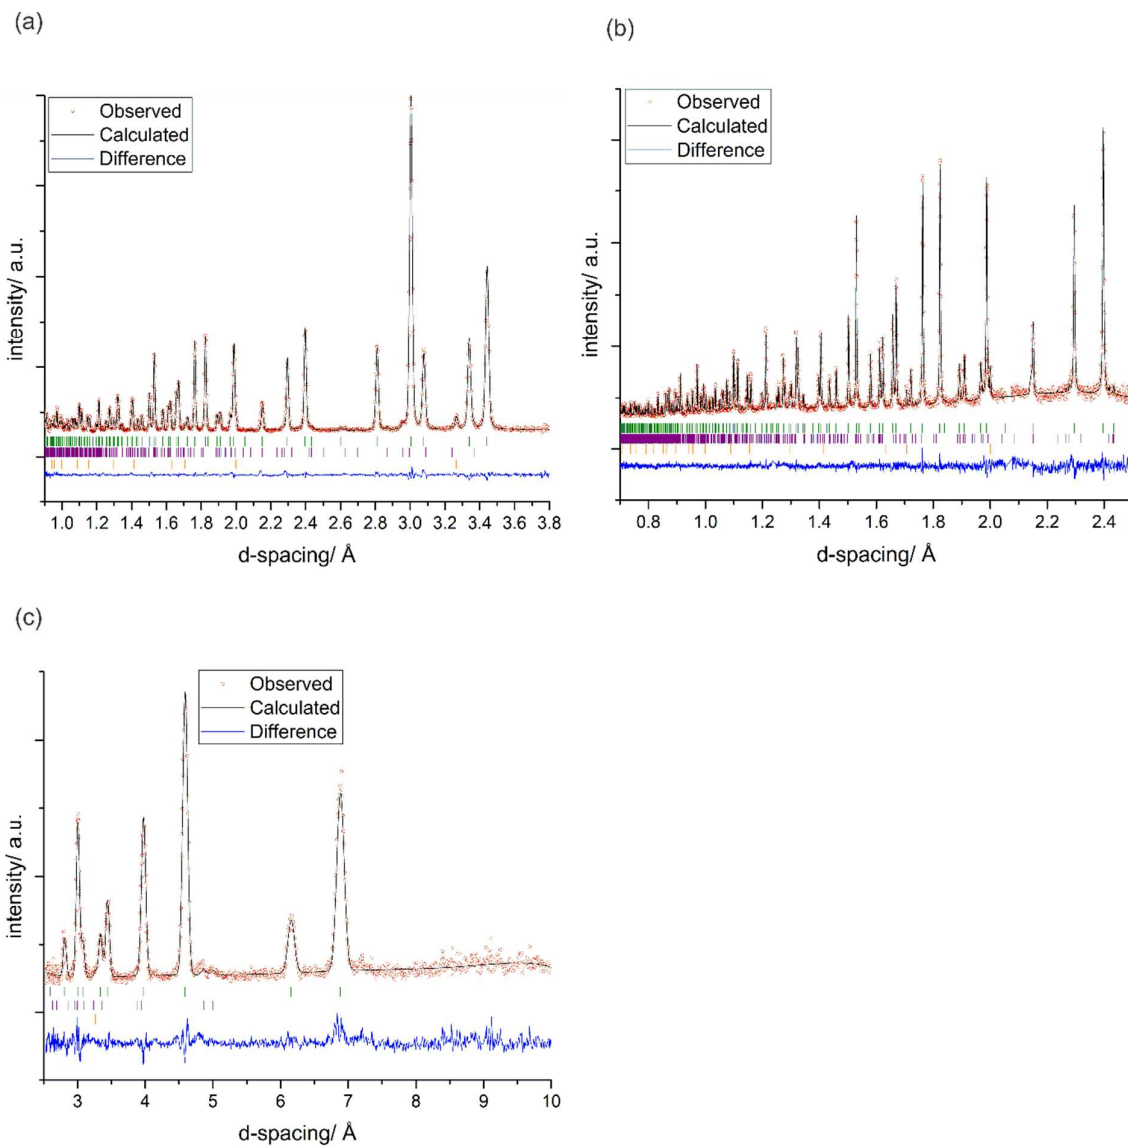 (a)
Observed
Calculated
Difference
intensity/ a.u.
1.0 1.2 1.4 1.6 1.8 2.0 2.2 2.4 2.6 2.8 3.0 3.2 3.4 3.6 3.8
d-spacing/ Å
(b)
Observed
Calculated
Difference
intensity/ a.u.
0.8 1.0 1.2 1.4 1.6 1.8 2.0 2.2 2.4
d-spacing/ Å
(c)
Observed
Calculated
Difference
intensity/ a.u.
3 4 5 6 7 8 9 10
d-spacing/ Å